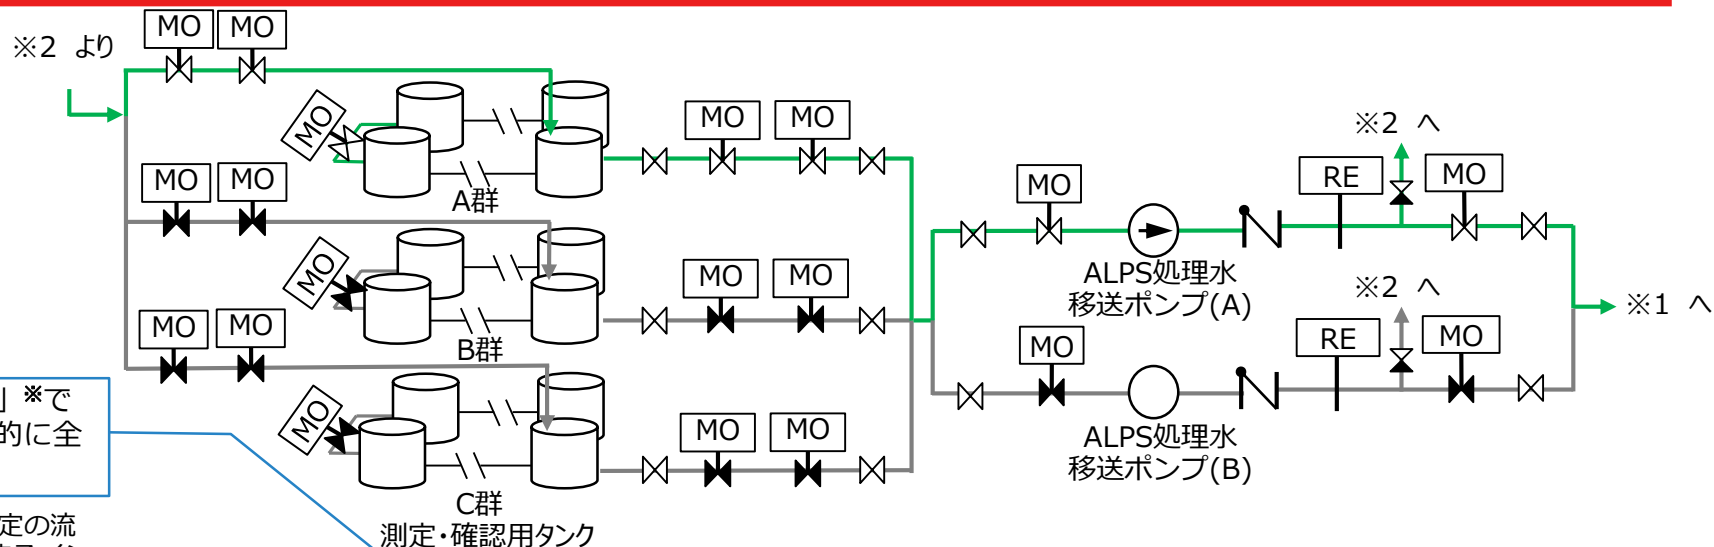 ※2 より
MO MO
MO
MO MO
※2 へ
MO MO
A群
MO
RE
MO
MO
MO MO
ALPS処理水
移送ポンプ(A)
※2 へ
※1 へ
MO MO
B群
MO
RE
MO
」※で
的に全
MO
MO MO
ALPS処理水
移送ポンプ(B)
C群
定の流
測定・確認用タンク